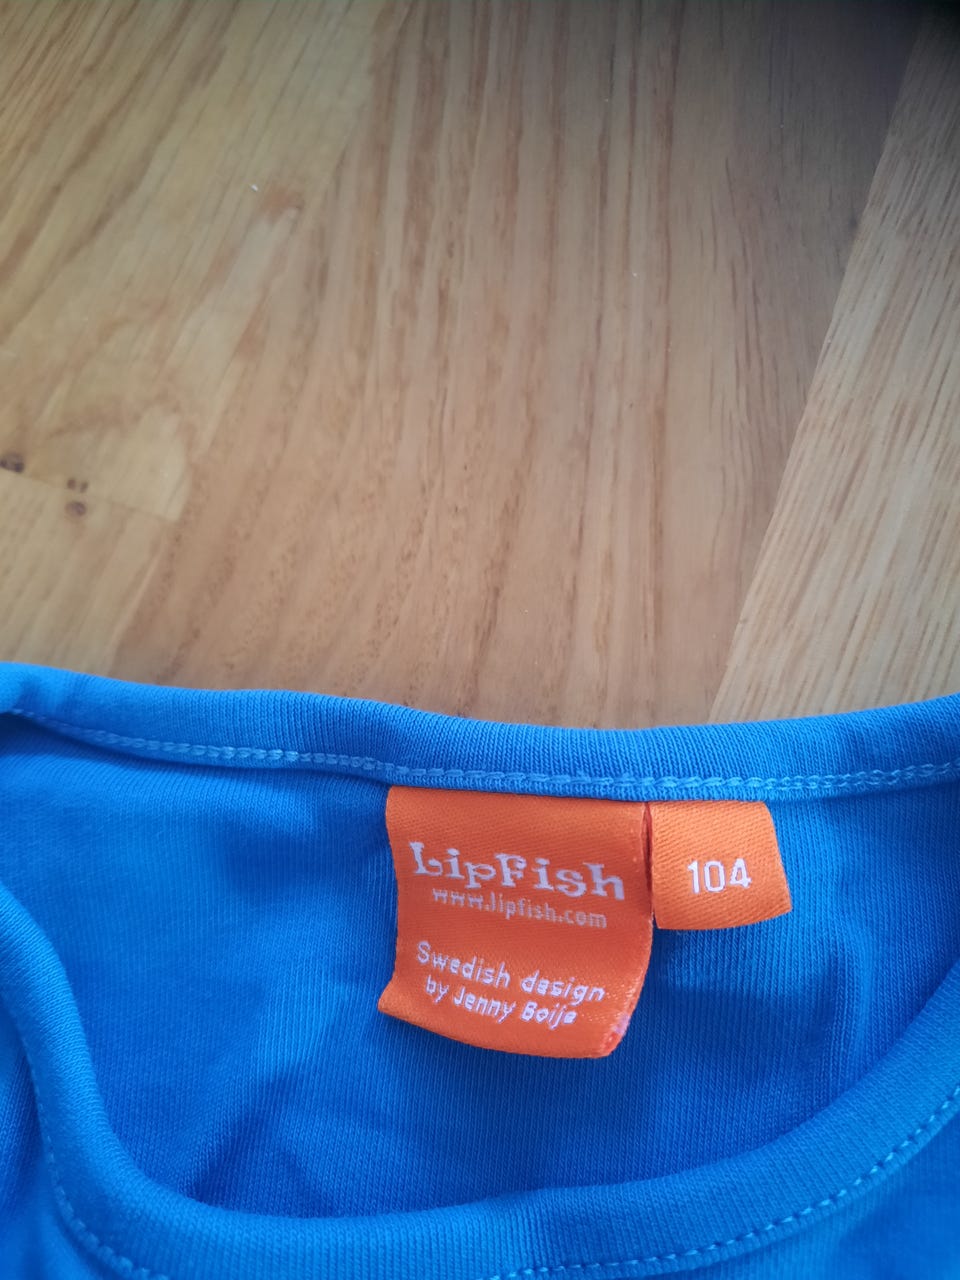 LipFish
www.lipfish.com
Swedish design
by Jenny Boije
104